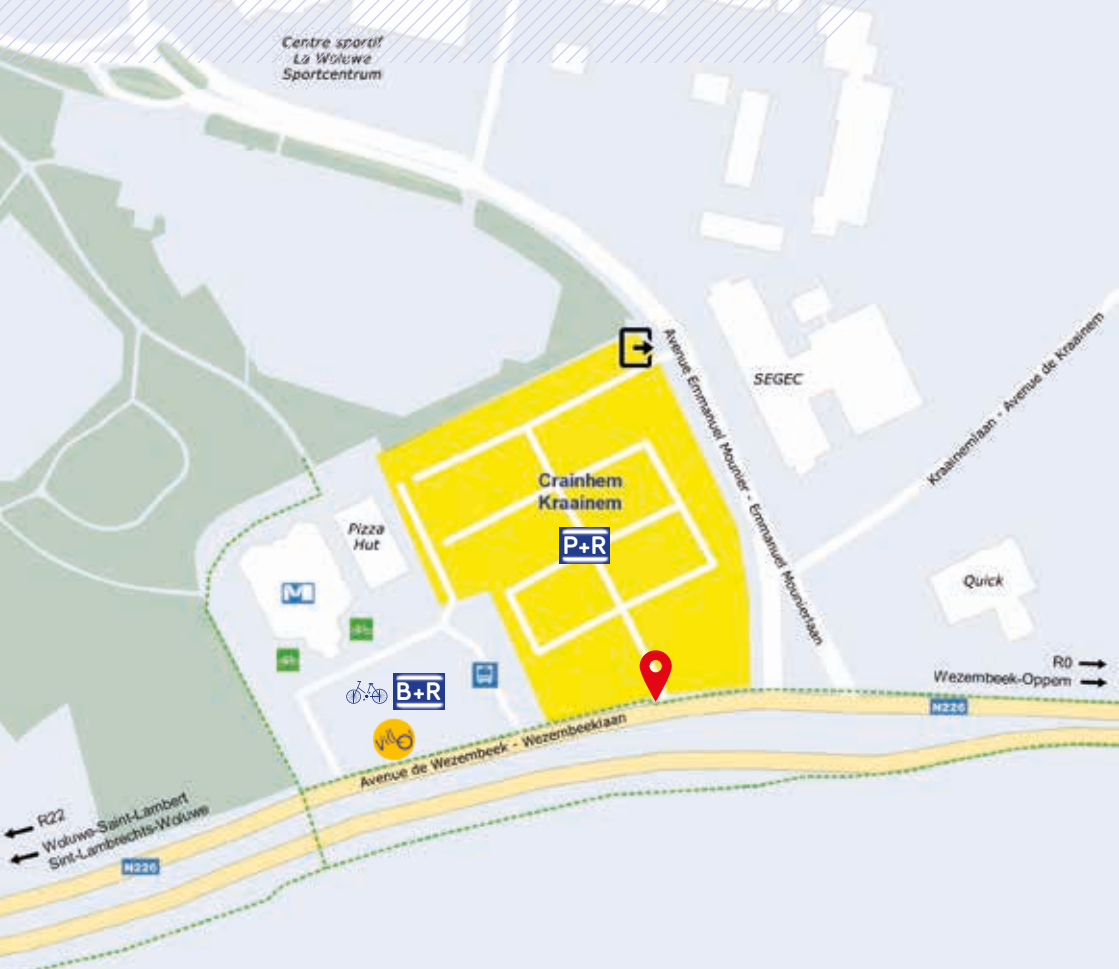 Centre sportif
La Woluwe
Sportcentrum
Avenue Emmanuel Mounier - Emmanuel Mounierlaan
SEGEC
Kraainemlaan - Avenue de Kraainem
Crainhem
Kraainem
P+R
Pizza
Hut
M
Quick
B+R
villo
R0
Wezembeek-Oppem
N226
Avenue de Wezembeek - Wezembeeklaan
R22
Woluwe-Saint-Lambert
Sint-Lambrechts-Woluwe
N226